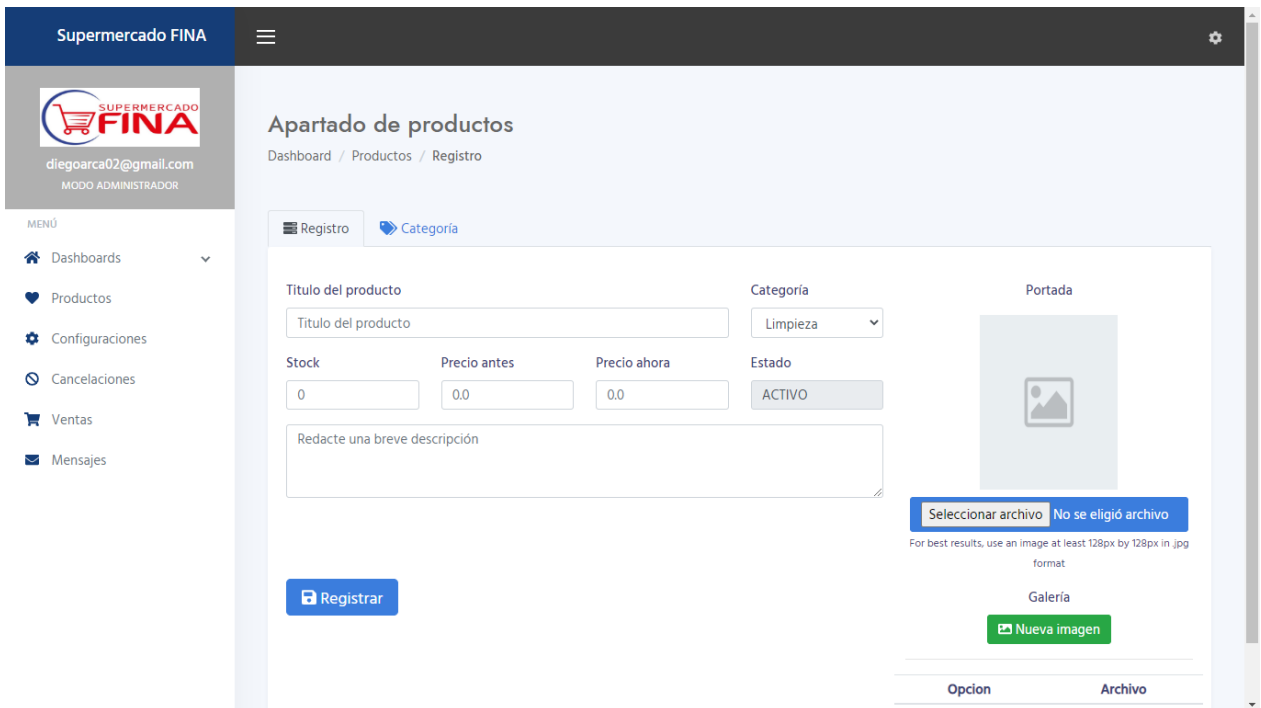 Supermercado FINA
SUPERMERCADO
FINA
diegoarca02@gmail.com
MODO ADMINISTRADOR
MENÚ
Dashboards
Productos
Configuraciones
Cancelaciones
Ventas
Mensajes
Apartado de productos
Dashboard / Productos / Registro
Registro Categoría
Titulo del producto Categoría
Titulo del producto Limpieza
Stock Precio antes Precio ahora Estado
0 0.0 0.0 ACTIVO
Redacte una breve descripción
Registrar
Portada
Seleccionar archivo No se eligió archivo
For best results, use an image at least 128px by 128px in .jpg
format
Galería
Nueva imagen
Opcion Archivo